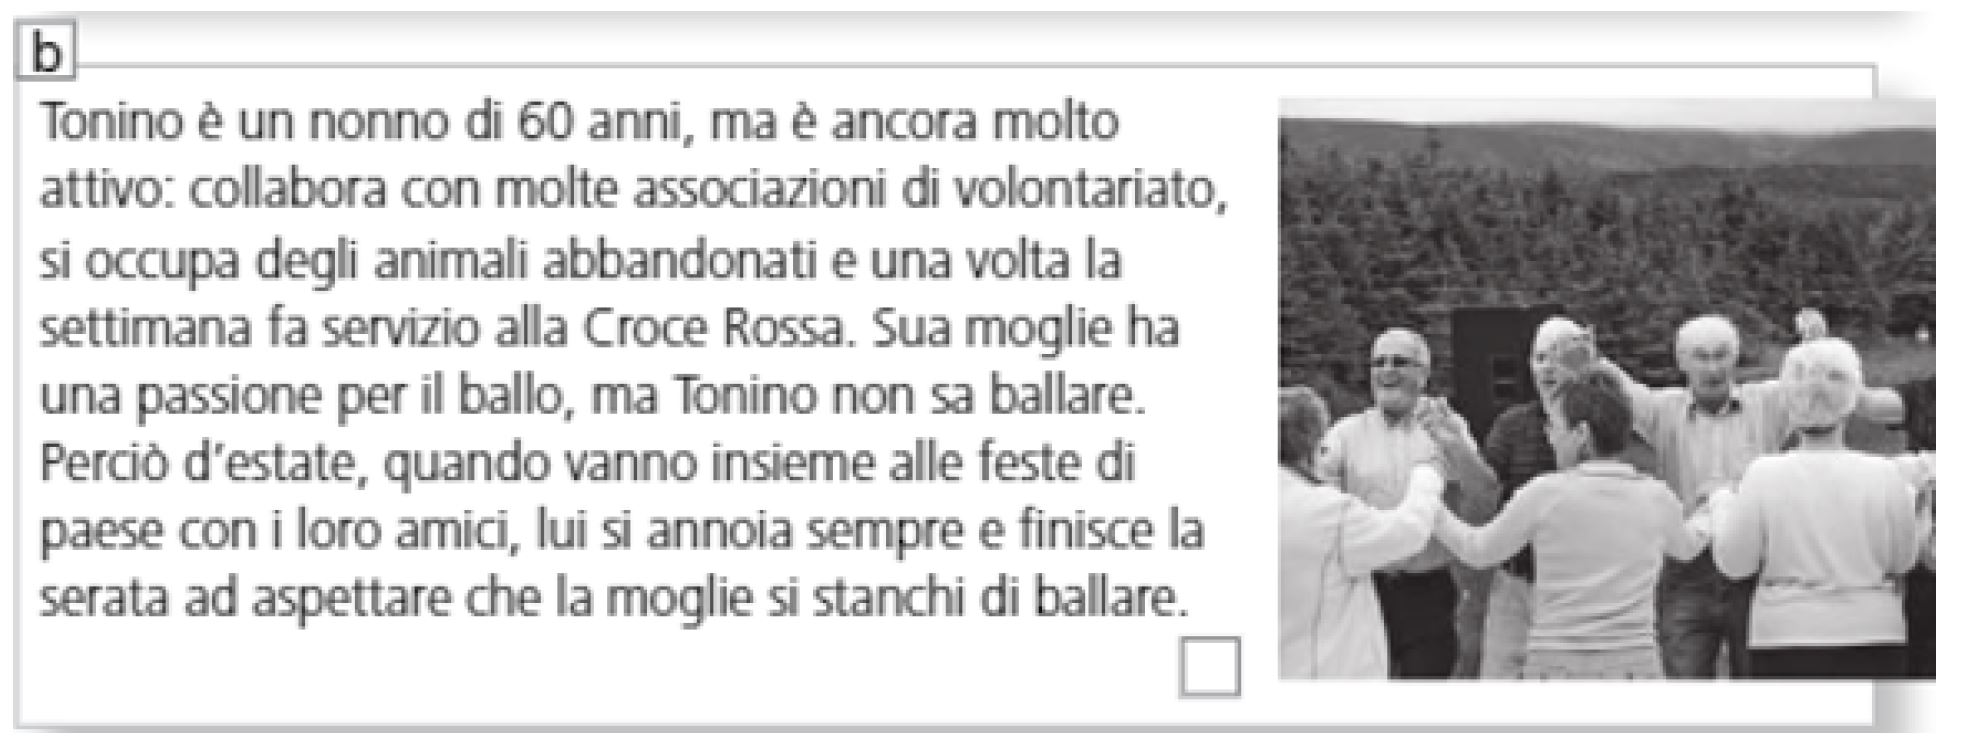 b
Tonino è un nonno di 60 anni, ma è ancora molto
attivo: collabora con molte associazioni di volontariato,
si occupa degli animali abbandonati e una volta la
settimana fa servizio alla Croce Rossa. Sua moglie ha
una passione per il ballo, ma Tonino non sa ballare.
Perciò d'estate, quando vanno insieme alle feste di
paese con i loro amici, lui si annoia sempre e finisce la
serata ad aspettare che la moglie si stanchi di ballare.